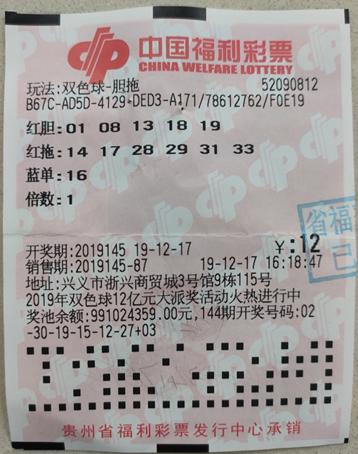 中国福利彩票
CHINA WELFARE LOTTERY
玩法:双色球-胆拖 52090812
B67C-AD5D-4129-DED3-A171/78612762/F0E19
红胆:01 08 13 18 19
红拖:14 17 28 29 31 33
蓝单:16
倍数:1
开奖期:2019145 19-12-17 ¥:12
销售期:2019145-87 19-12-17 16:18:47
地址:兴义市浙兴商贸城3号馆9栋115号
2019年双色球12亿元大派奖活动火热进行中
奖池余额:991024359.00元,144期开奖号码:02
-30-19-15-12-27+03
省福
已
贵州省福利彩票发行中心承销